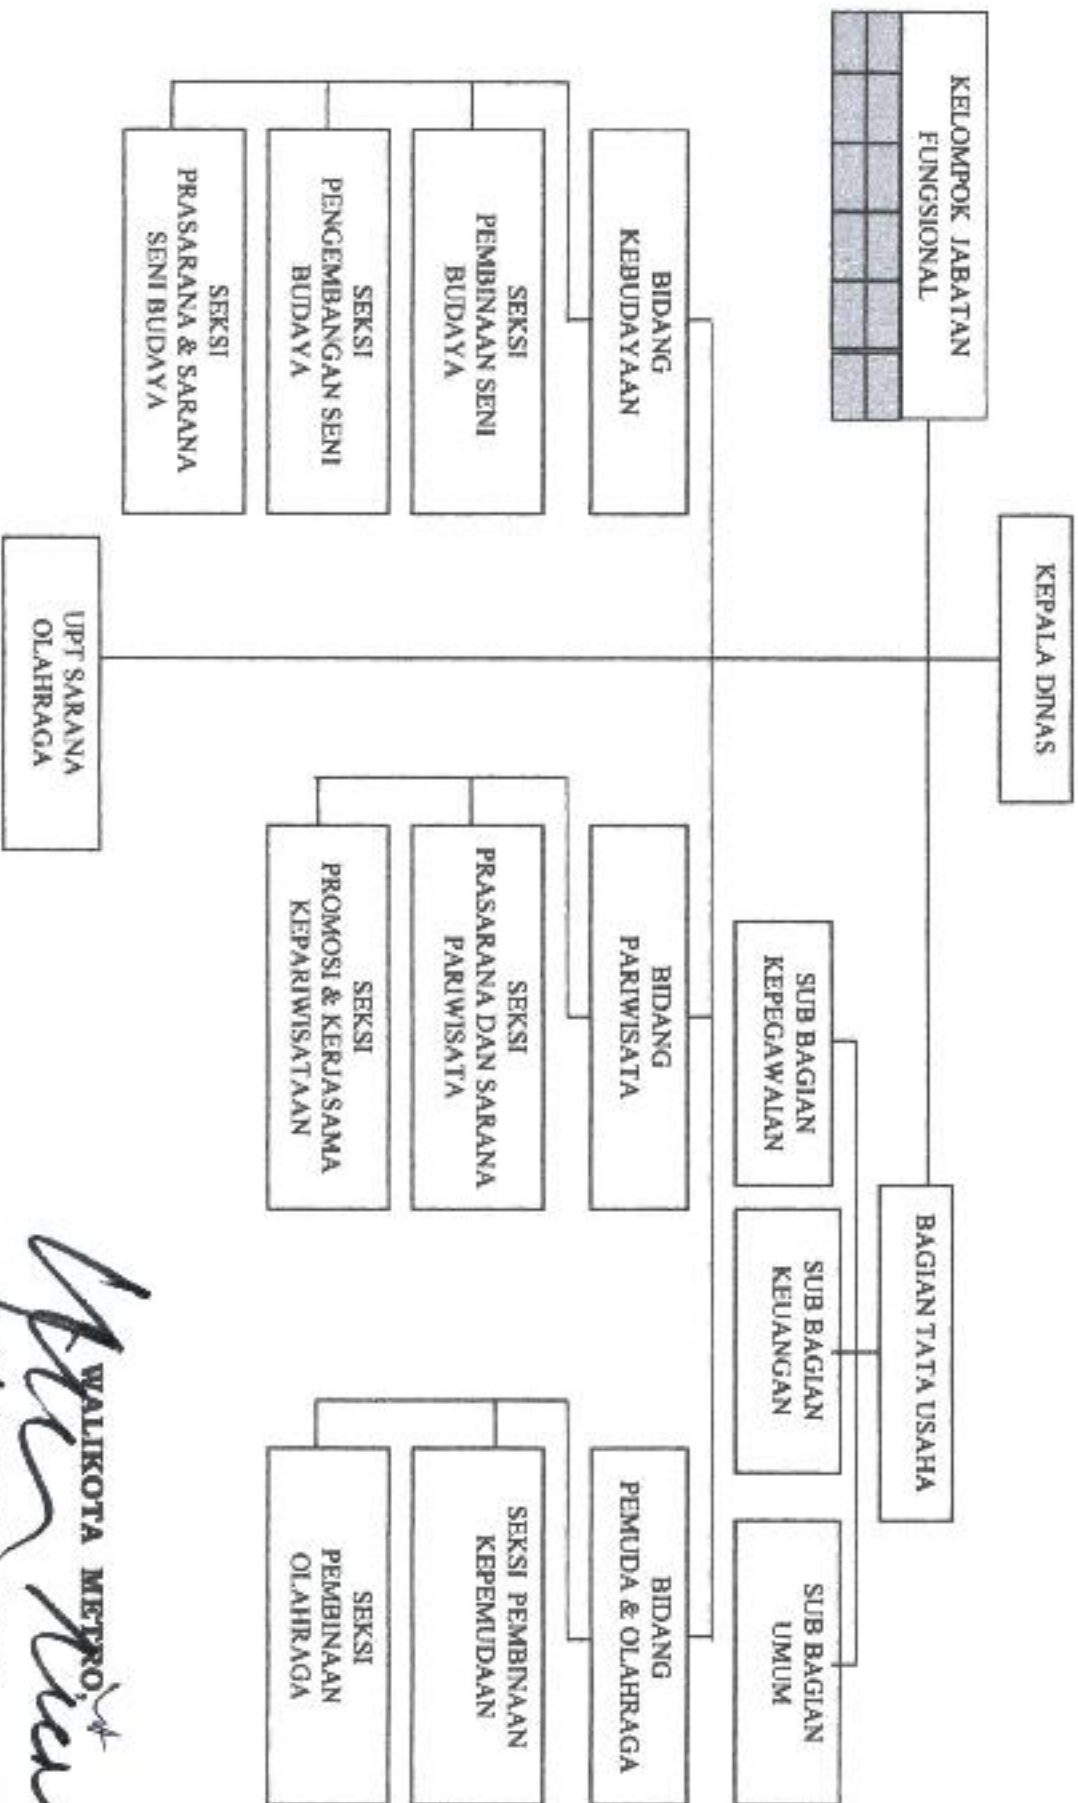 KEPALA DINAS
KELOMPOK JABATAN
FUNGSIONAL
BAGIAN TATA USAHA
SUB BAGIAN
KEPEGAWAIAN
SUB BAGIAN
KEUANGAN
SUB BAGIAN
UMUM
BIDANG
KEBUDAYAAN
BIDANG
PARIWISATA
BIDANG
PEMUDA & OLAHRAGA
SEKSI
PEMBINAAN SENI
BUDAYA
SEKSI
PRASARANA DAN SARANA
PARIWISATA
SEKSI PEMBINAAN
KEPEMUDAAN
SEKSI
PENGEMBANGAN SENI
BUDAYA
SEKSI
PROMOSI & KERJASAMA
KEPARIWISATAAN
SEKSI
PEMBINAAN
OLAHRAGA
SEKSI
PRASARANA & SARANA
SENI BUDAYA
UPT SARANA
OLAHRAGA
WALIKOTA METRO,